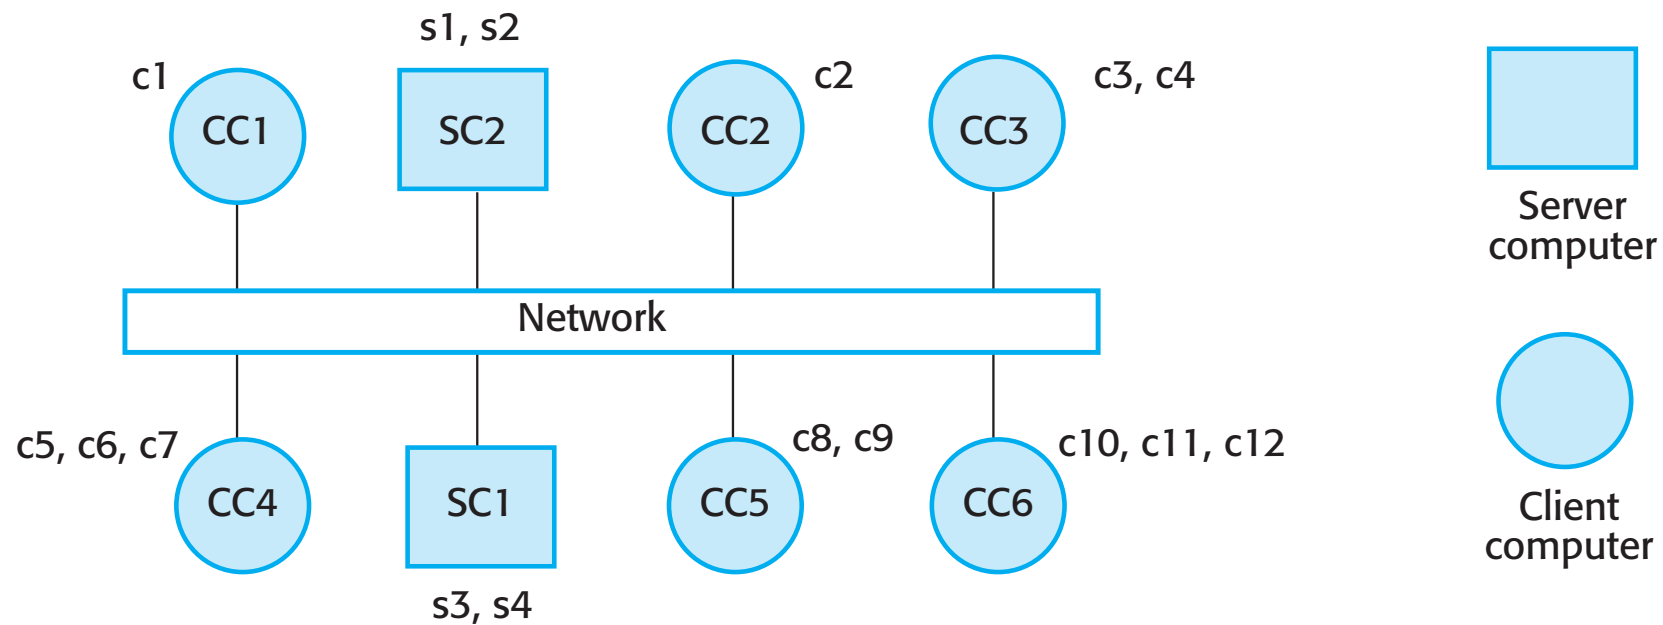 s1, s2
c1
c2
c3, c4
CC1
SC2
CC2
CC3
Server
computer
Network
c5, c6, c7
c8, c9
c10, c11, c12
CC4
SC1
CC5
CC6
Client
computer
s3, s4